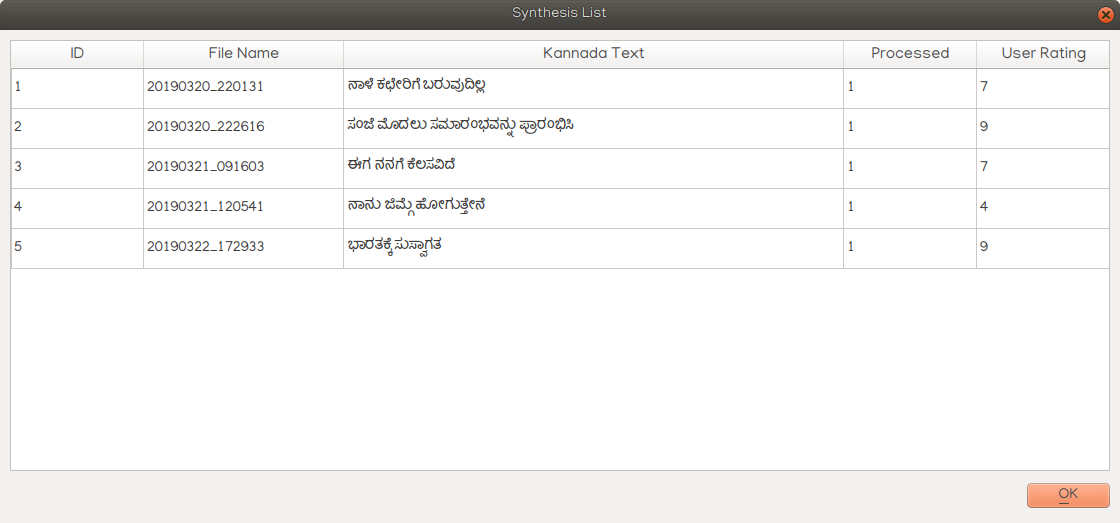 Synthesis List
ID File Name Kannada Text Processed User Rating
1 20190320_220131 ನಾಳೆ ಕಛೇರಿಗೆ ಬರುವುದಿಲ್ಲ 1 7
2 20190320_222616 ಸಂಜೆ ಮೊದಲು ಸಮಾರಂಭವನ್ನು ಪ್ರಾರಂಭಿಸಿ 1 9
3 20190321_091603 ಈಗ ನನಗೆ ಕೆಲಸವಿದೆ 1 7
4 20190321_120541 ನಾನು ಜಿಮ್ಗೆ ಹೋಗುತ್ತೇನೆ 1 4
5 20190322_172933 ಭಾರತಕ್ಕೆ ಸುಸ್ವಾಗತ 1 9
OK